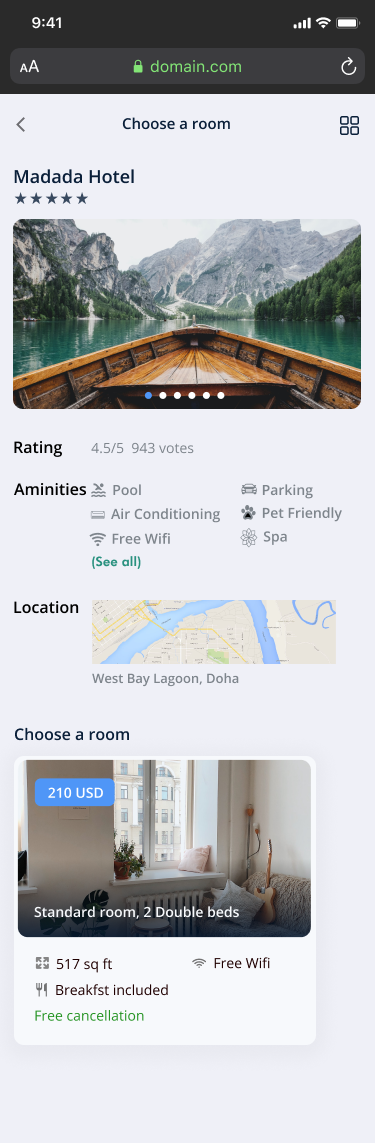 9:41
AA domain.com
Choose a room
Madada Hotel
Rating 4.5/5 943 votes
Aminities Pool Parking
Air Conditioning Pet Friendly
Free Wifi Spa
(See all)
Location
West Bay Lagoon, Doha
Choose a room
210 USD
Standard room, 2 Double beds
517 sq ft Free Wifi
Breakfst included
Free cancellation